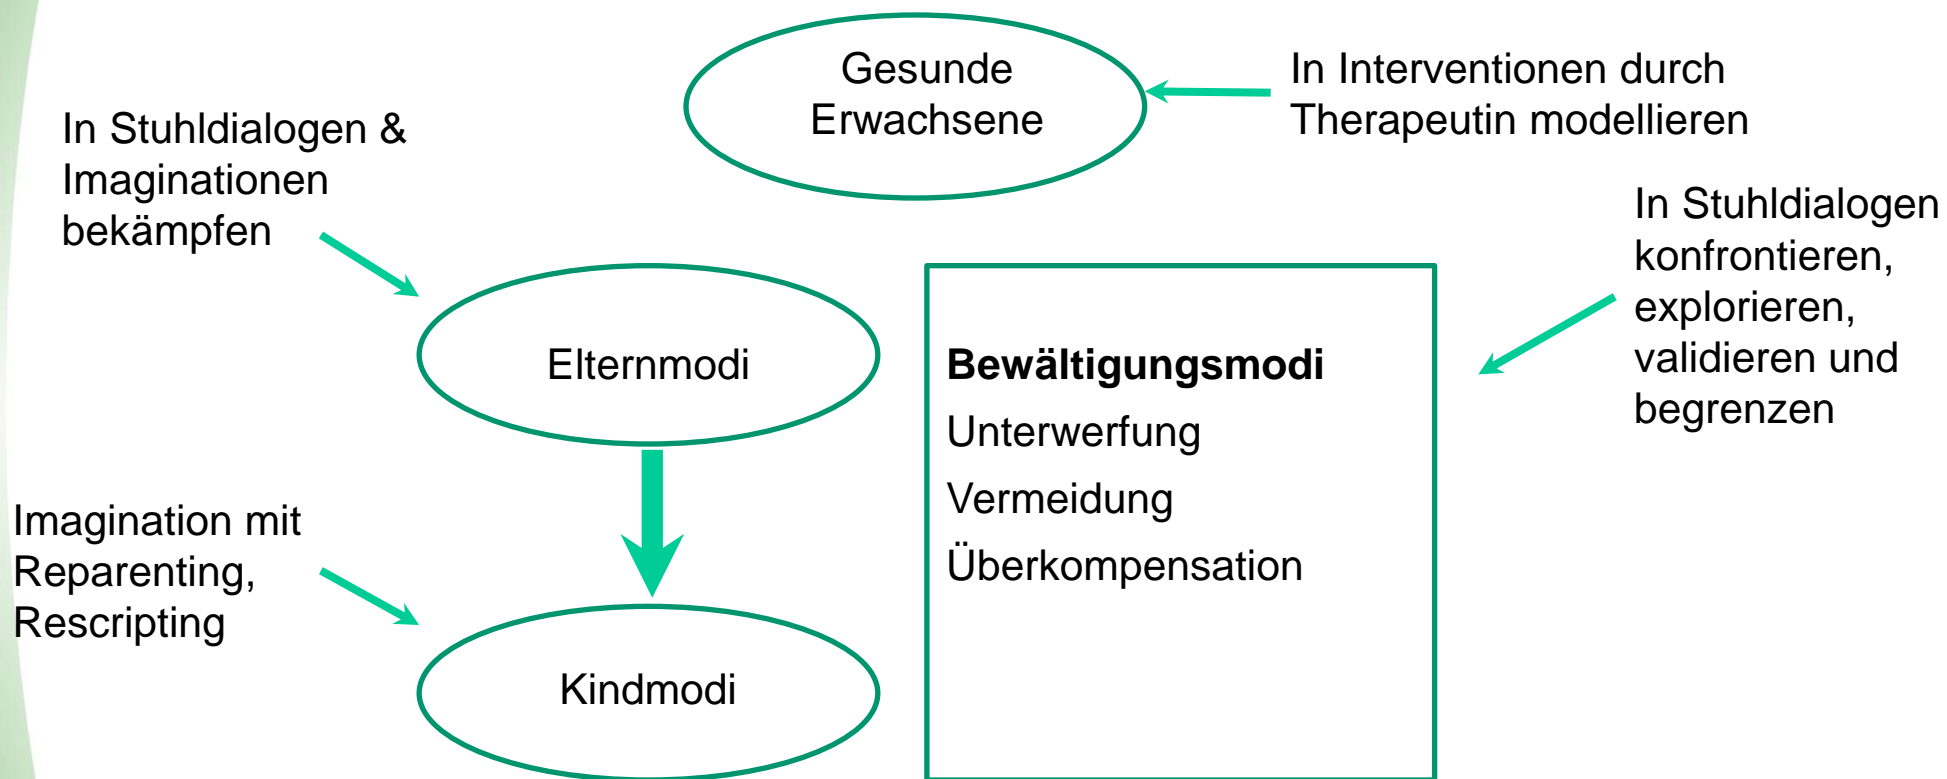 Gesunde
Erwachsene
In Interventionen durch
Therapeutin modellieren
In Stuhldialogen &
Imaginationen
bekämpfen
In Stuhldialogen
konfrontieren,
explorieren,
validieren und
begrenzen
Elternmodi
Bewältigungsmodi
Unterwerfung
Vermeidung
Überkompensation
Imagination mit
Reparenting,
Rescripting
Kindmodi